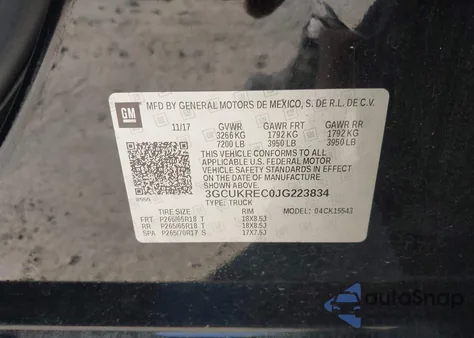 GM
MFD BY GENERAL MOTORS DE MEXICO, S. DE R.L. DE C.V.
11/17 GVWR GAWR FRT GAWR RR
3266 KG 1792 KG 1792 KG
7200 LB 3950 LB 3950 LB
THIS VEHICLE CONFORMS TO ALL
APPLICABLE U.S. FEDERAL MOTOR
VEHICLE SAFETY STANDARDS IN EFFECT
ON THE DATE OF MANUFACTURE SHOWN
ABOVE.
3GCUKREC0JG223834
TYPE: TRUCK MODEL: 04CK15543
TIRE SIZE RIM
FRT P265/65R18 T 18X8.5J
RR P265/65R18 T 18X8.5J
SPA P265/70R17 S 17X7.5J
AutoSnap